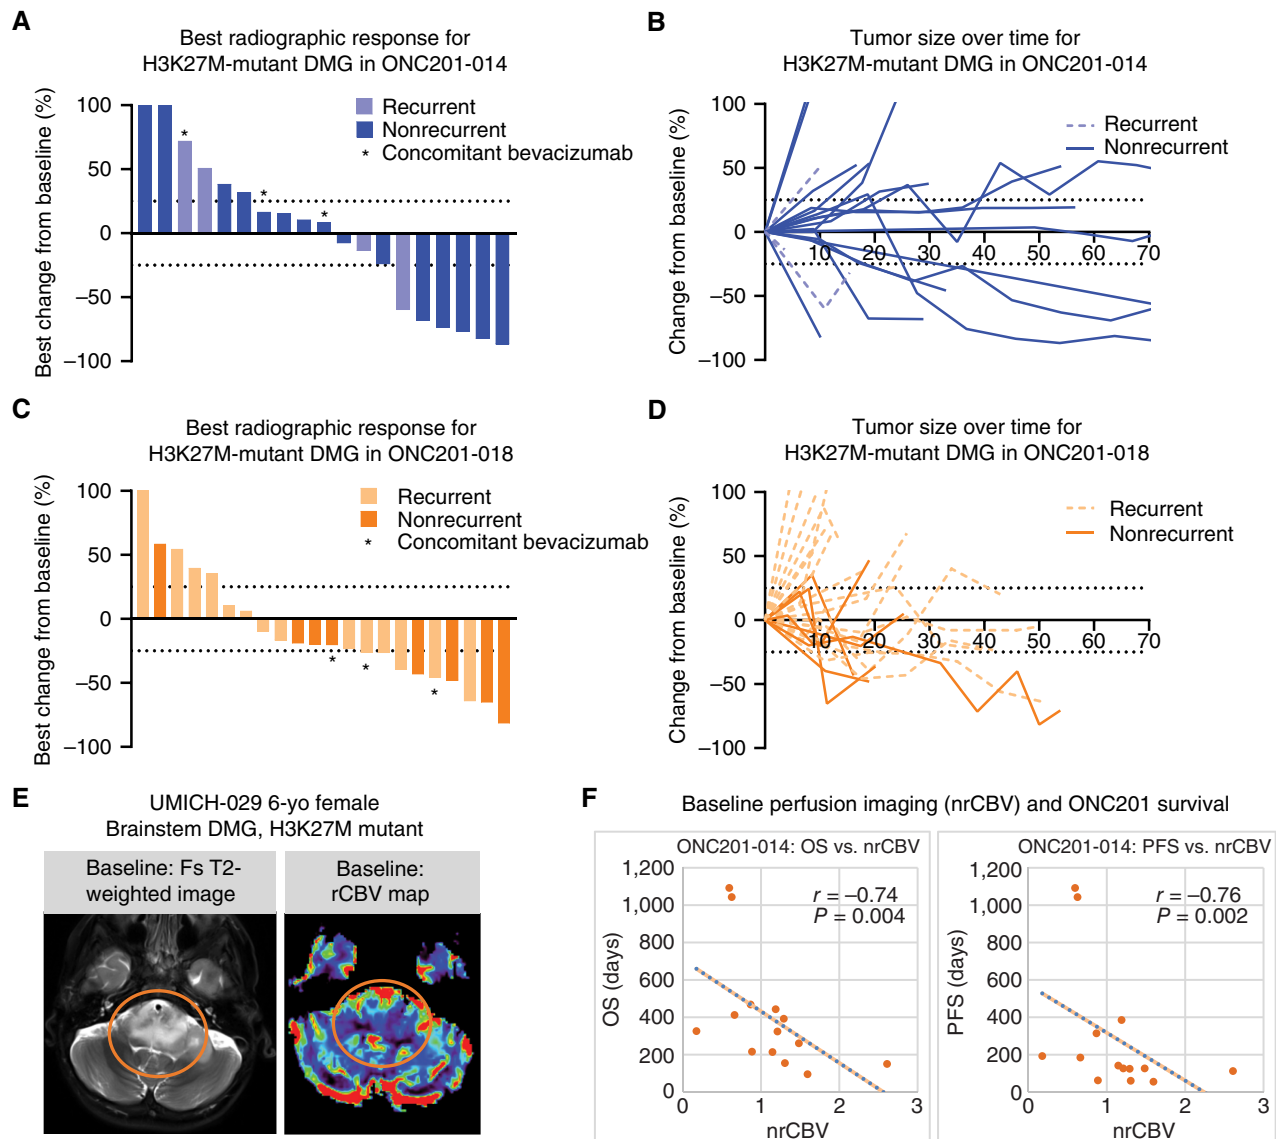 A
Best radiographic response for
H3K27M-mutant DMG in ONC201-014
Best change from baseline (%)
100
50
0
–50
–100
Recurrent
Nonrecurrent
* Concomitant bevacizumab
*
*
*
B
Tumor size over time for
H3K27M-mutant DMG in ONC201-014
Change from baseline (%)
100
50
0
–50
–100
10 20 30 40 50 60 70
Recurrent
Nonrecurrent
C
Best radiographic response for
H3K27M-mutant DMG in ONC201-018
Best change from baseline (%)
100
50
0
–50
–100
Recurrent
Nonrecurrent
* Concomitant bevacizumab
*
*
*
D
Tumor size over time for
H3K27M-mutant DMG in ONC201-018
Change from baseline (%)
100
50
0
–50
–100
10 20 30 40 50 60 70
Recurrent
Nonrecurrent
E
UMICH-029 6-yo female
Brainstem DMG, H3K27M mutant
Baseline: Fs T2-
weighted image
Baseline:
rCBV map
F
Baseline perfusion imaging (nrCBV) and ONC201 survival
ONC201-014: OS vs. nrCBV
r = –0.74
P = 0.004
OS (days)
1,200
1,000
800
600
400
200
0
0 1 2 3
nrCBV
ONC201-014: PFS vs. nrCBV
r = –0.76
P = 0.002
PFS (days)
1,200
1,000
800
600
400
200
0
0 1 2 3
nrCBV